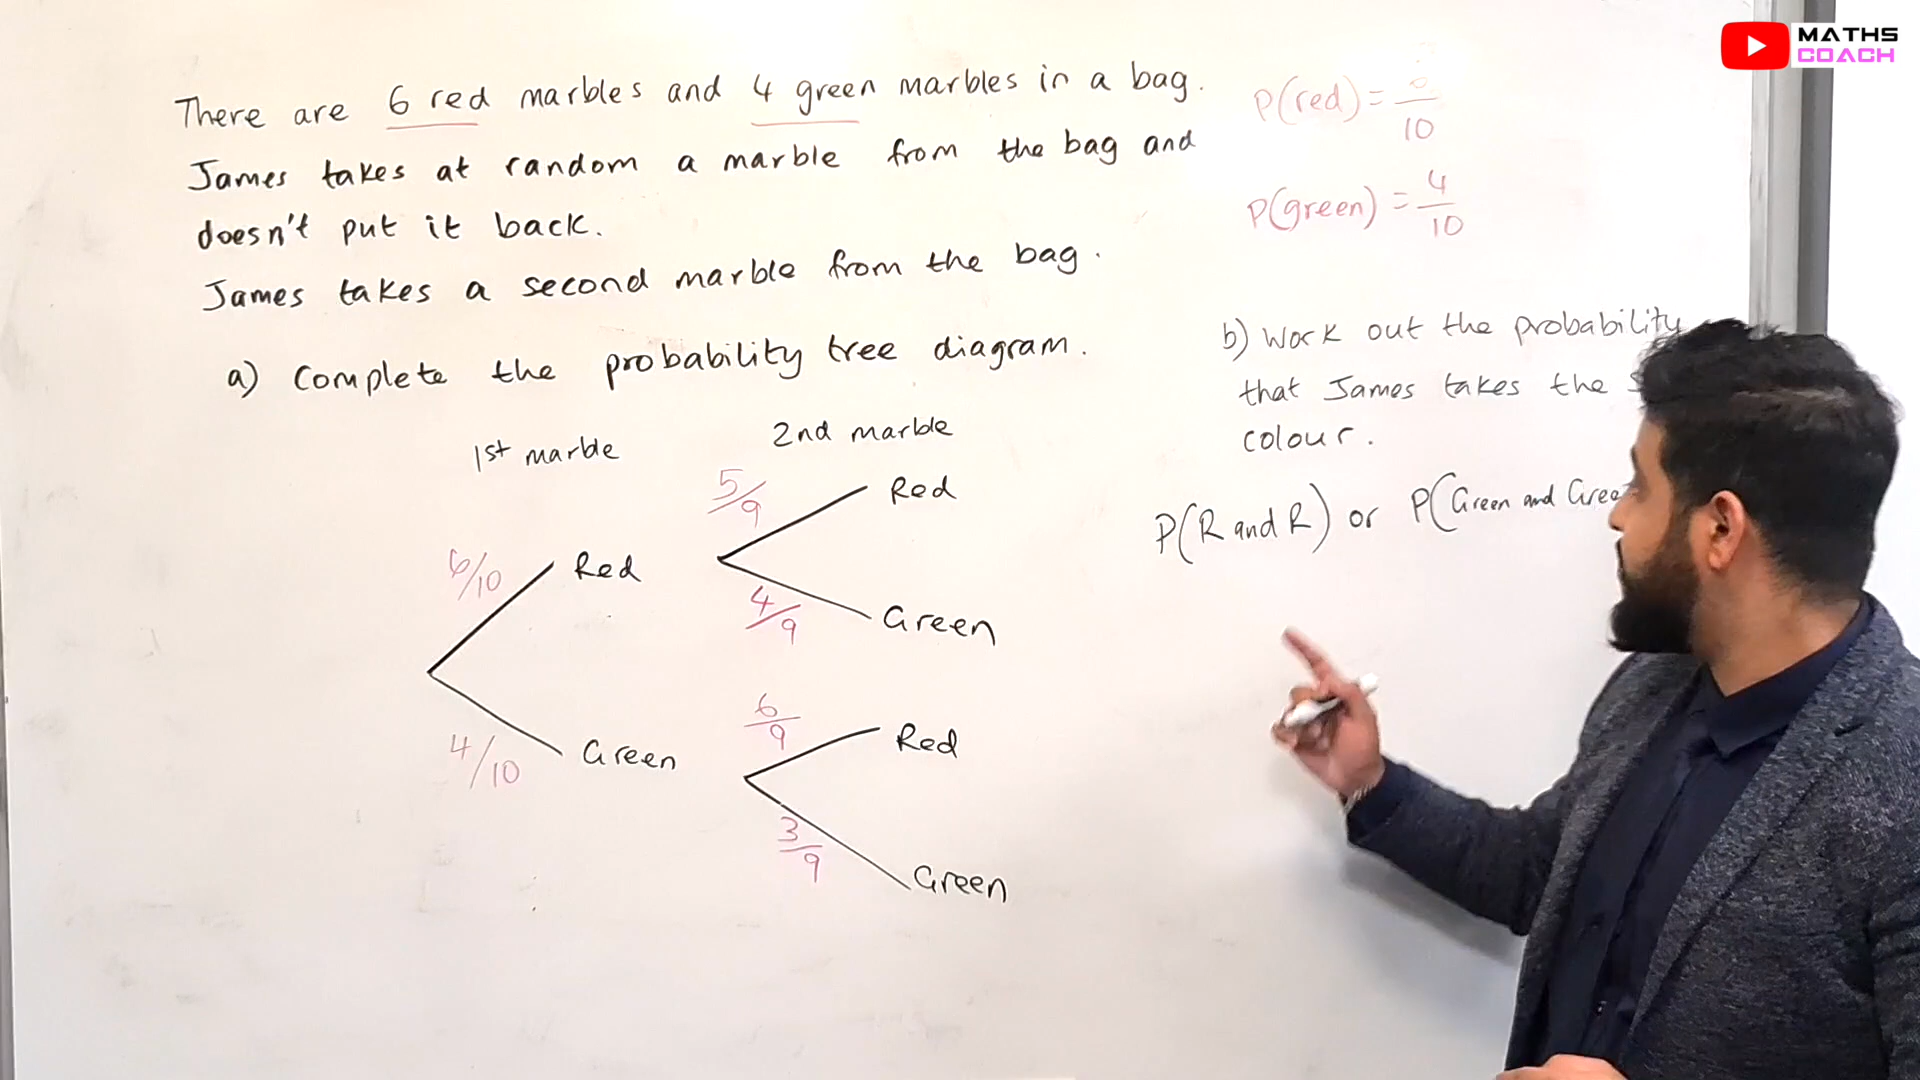 There are 6 red marbles and 4 green marbles in a bag.
James takes at random a marble from the bag and
doesn't put it back.
James takes a second marble from the bag.
a) Complete the probability tree diagram.
1st marble
2nd marble
6/10
Red
4/10
Green
5/9
Red
4/9
Green
6/9
Red
3/9
Green
P(red) = /10
P(green) = 4/10
b) Work out the probability
that James takes the
colour.
P(R and R) or P(Green and Gree
MATHS
COACH